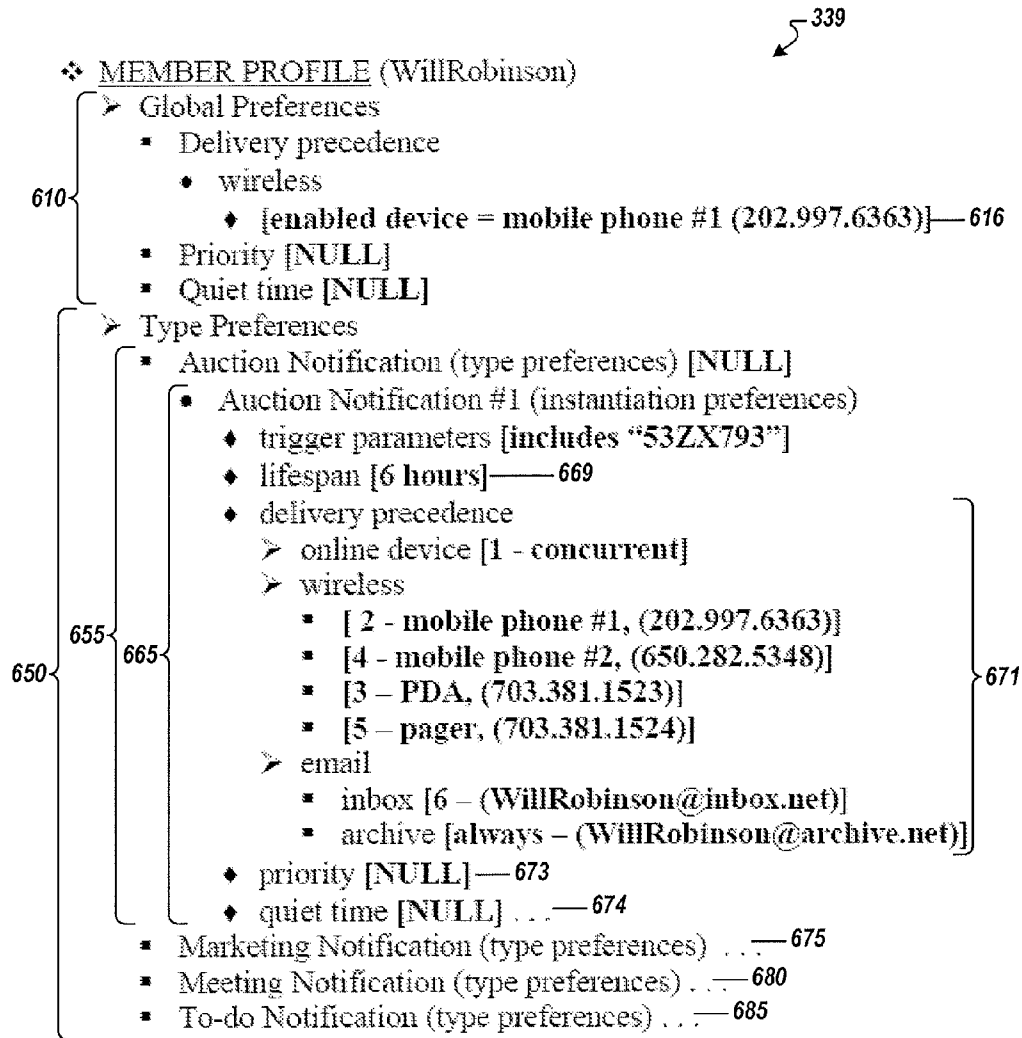 339
❖ MEMBER PROFILE (WillRobinson)
➢ Global Preferences
▪ Delivery precedence
• wireless
610
♦ [enabled device = mobile phone #1 (202.997.6363)] 616
▪ Priority [NULL]
▪ Quiet time [NULL]
➢ Type Preferences
▪ Auction Notification (type preferences) [NULL]
• Auction Notification #1 (instantiation preferences)
♦ trigger parameters [includes “53ZX793”]
♦ lifespan [6 hours] 669
♦ delivery precedence
➢ online device [1 - concurrent]
➢ wireless
▪ [ 2 - mobile phone #1, (202.997.6363)]
650 655 665 ▪ [4 - mobile phone #2, (650.282.5348)] 671
▪ [3 – PDA, (703.381.1523)]
▪ [5 – pager, (703.381.1524)]
➢ email
▪ inbox [6 – (WillRobinson@inbox.net)]
▪ archive [always – (WillRobinson@archive.net)]
♦ priority [NULL] 673
♦ quiet time [NULL] . . . 674
▪ Marketing Notification (type preferences) . . . 675
▪ Meeting Notification (type preferences) . . . 680
▪ To-do Notification (type preferences) . . . 685